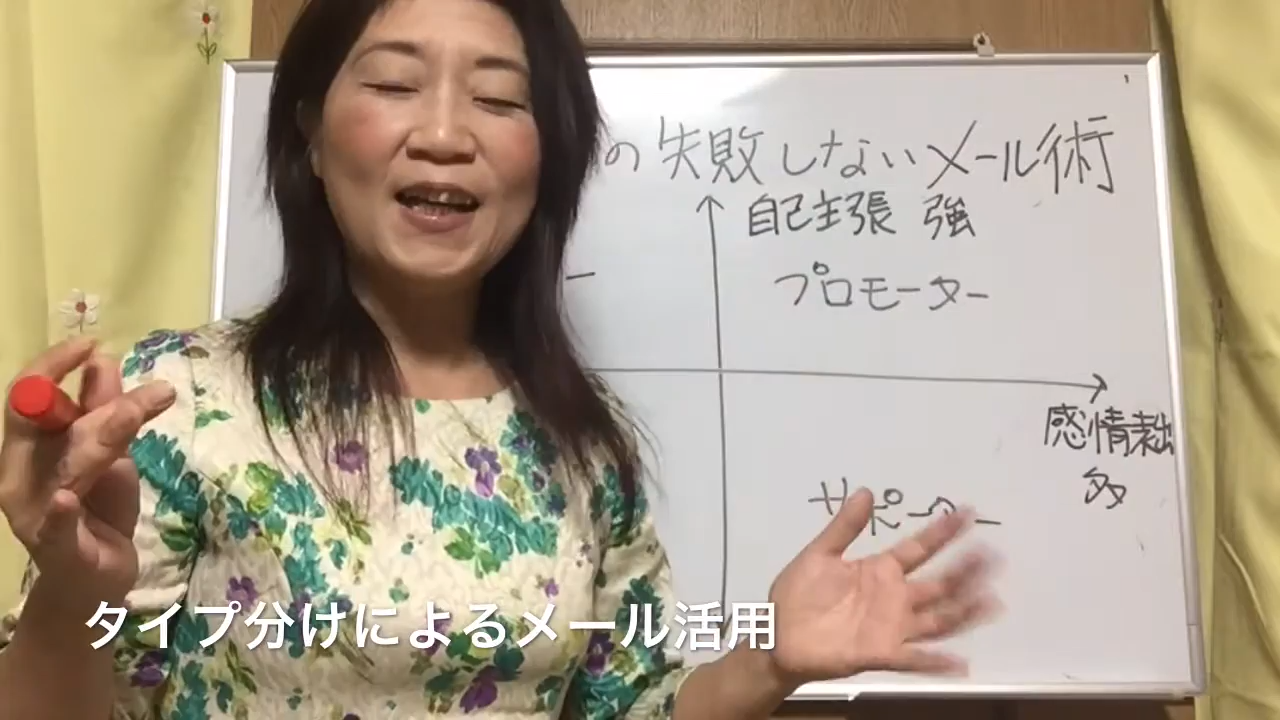 の失敗しないメール術
自己主張 強
プロモーター
ー
感情表出
多
サポーター
タイプ分けによるメール活用